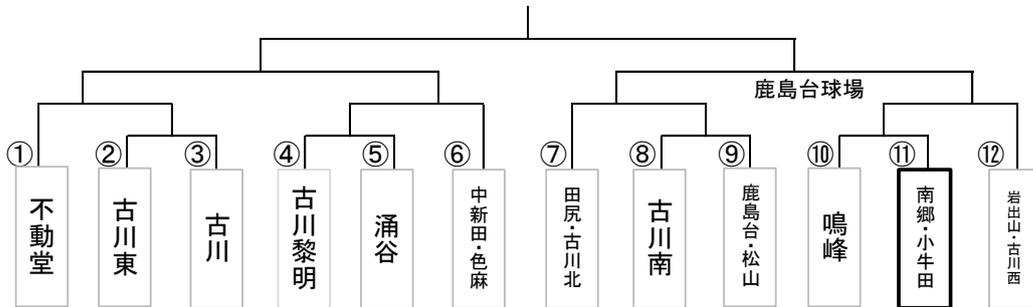 鹿島台球場
①
②
③
④
⑤
⑥
⑦
⑧
⑨
⑩
⑪
⑫
不動堂
古川東
古川
古川黎明
涌谷
中新田・色麻
田尻・古川北
古川南
鹿島台・松山
鳴峰
南郷・小牛田
岩出山・古川西